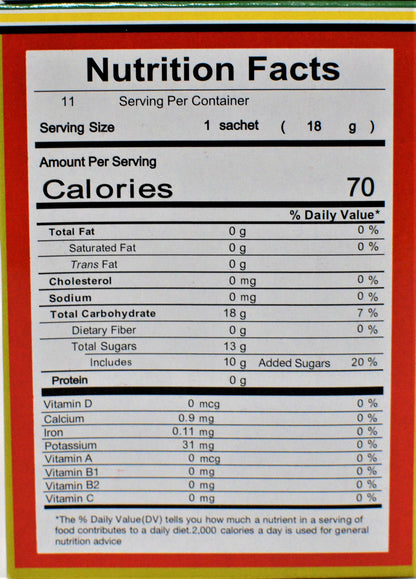 Nutrition Facts
11 Serving Per Container
Serving Size 1 sachet ( 18 g )
Amount Per Serving
Calories 70
% Daily Value*
Total Fat 0 g 0 %
Saturated Fat 0 g 0 %
Trans Fat 0 g
Cholesterol 0 mg 0 %
Sodium 0 mg 0 %
Total Carbohydrate 18 g 7 %
Dietary Fiber 0 g 0 %
Total Sugars 13 g
Includes 10 g Added Sugars 20 %
Protein 0 g
Vitamin D 0 mcg 0 %
Calcium 0.9 mg 0 %
Iron 0.11 mg 0 %
Potassium 31 mg 0 %
Vitamin A 0 mcg 0 %
Vitamin B1 0 mg 0 %
Vitamin B2 0 mg 0 %
Vitamin C 0 mg 0 %
*The % Daily Value(DV) tells you how much a nutrient in a serving of
food contributes to a daily diet.2,000 calories a day is used for general
nutrition advice